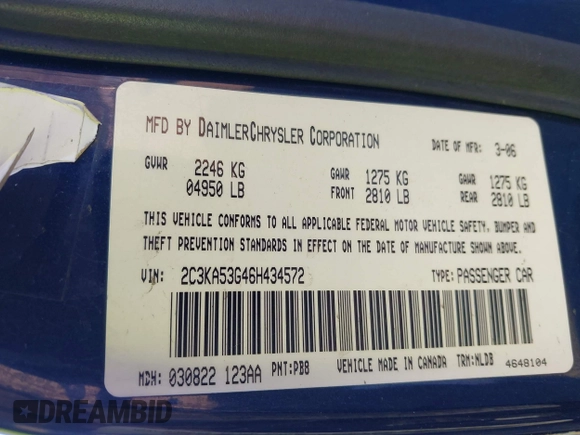 MFD BY DAIMLERCHRYSLER CORPORATION
DATE OF MFR: 3-06
GVWR 2246 KG GAWR 1275 KG GAWR 1275 KG
04950 LB FRONT 2810 LB REAR 2810 LB
THIS VEHICLE CONFORMS TO ALL APPLICABLE FEDERAL MOTOR VEHICLE SAFETY, BUMPER AND
THEFT PREVENTION STANDARDS IN EFFECT ON THE DATE OF MANUFACTURE SHOWN ABOVE.
VIN: 2C3KA53G46H434572 TYPE: PASSENGER CAR
MDH: 030822 123AA PNT: PB8 VEHICLE MADE IN CANADA TRM: NLDB 4648104
DREAMBID